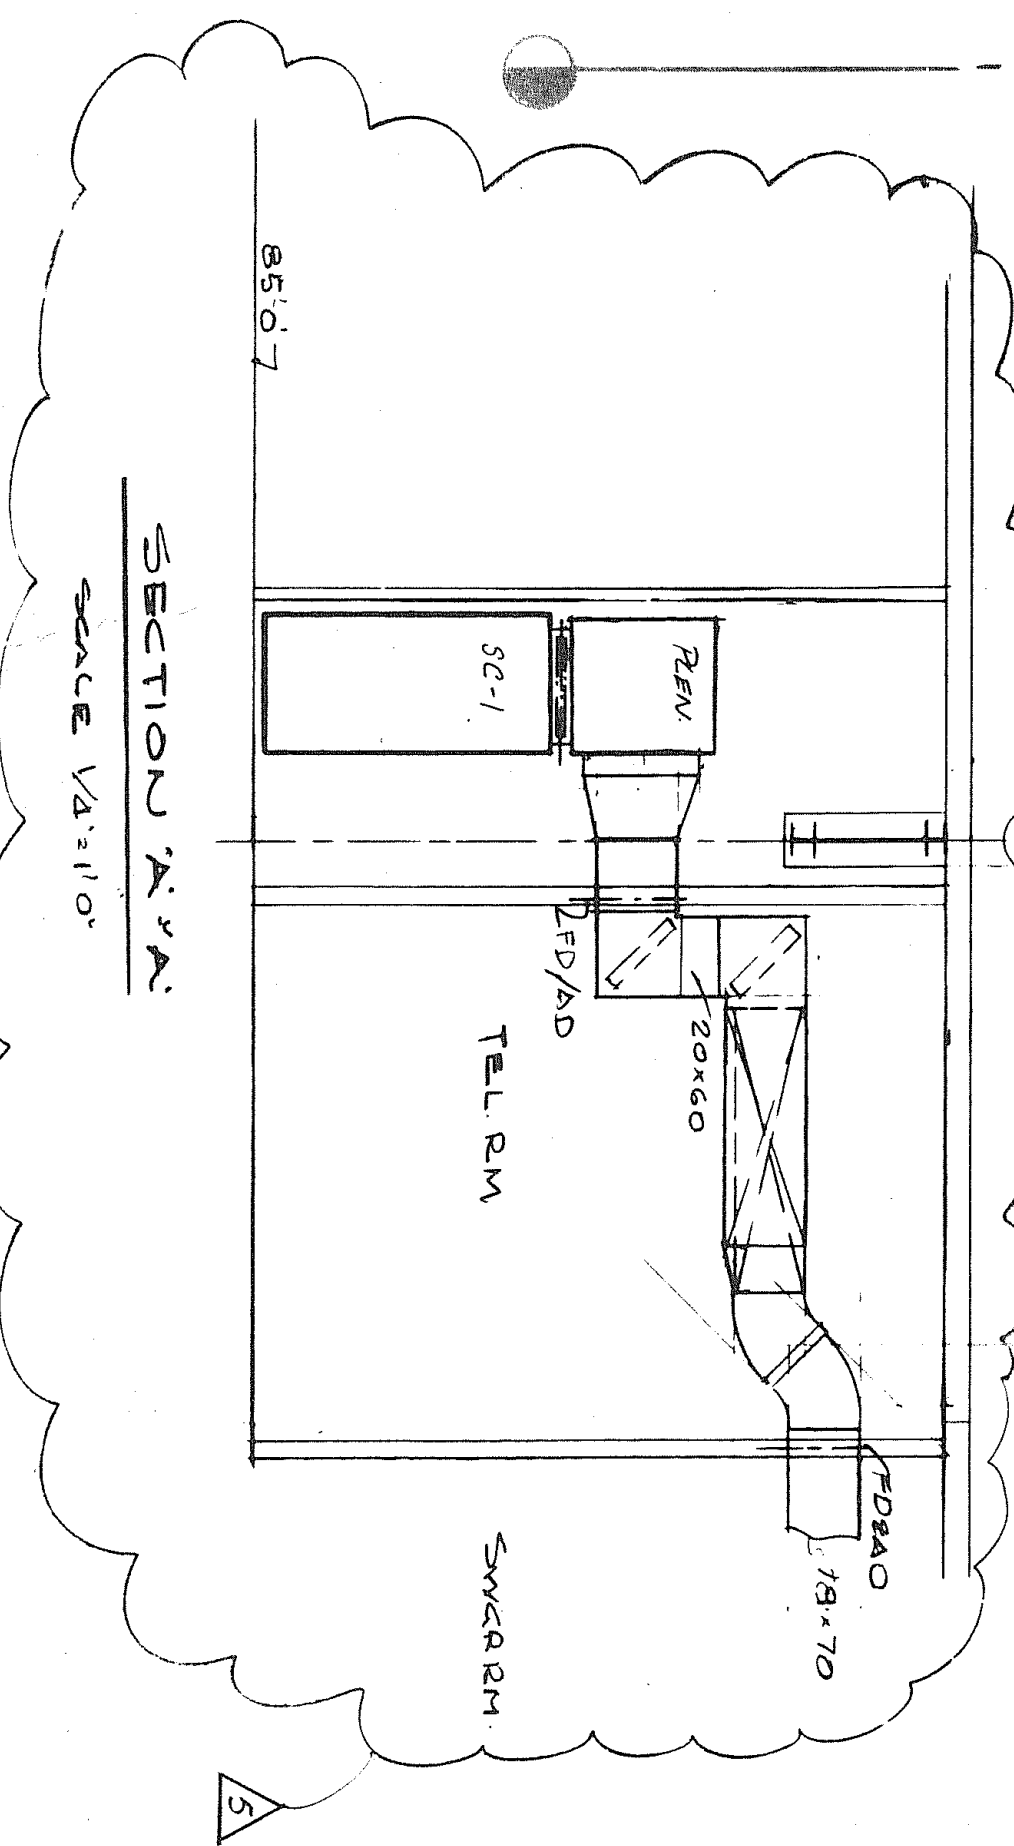 FD&AD
18x70
PLEN.
20x60
FD/AD
SC-1
TEL. RM
SWGR RM.
85'0"
SECTION 'A'-'A'
SCALE 1/4"=1'0"
5